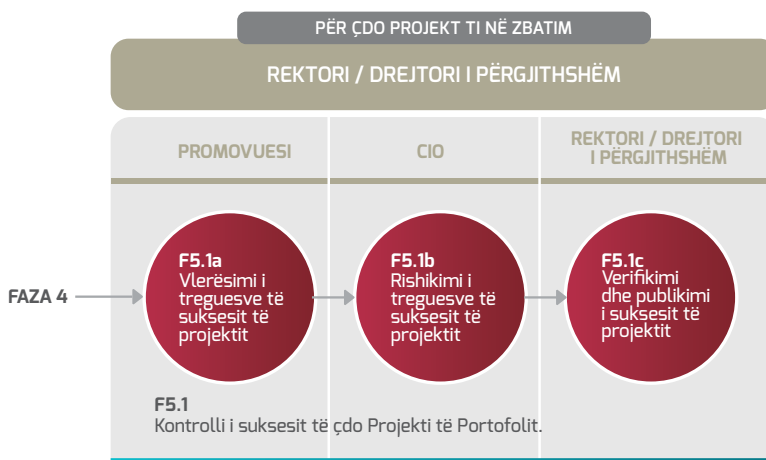 PËR ÇDO PROJEKT TI NË ZBATIM
REKTORI / DREJTORI I PËRGJITHSHËM
PROMOVUESI
CIO
REKTORI / DREJTORI
I PËRGJITHSHËM
FAZA 4
F5.1a
Vlerësimi i
treguesve të
suksesit të
projektit
F5.1b
Rishikimi i
treguesve të
suksesit të
projektit
F5.1c
Verifikimi
dhe publikimi
i suksesit të
projektit
F5.1
Kontrolli i suksesit të çdo Projekti të Portofolit.